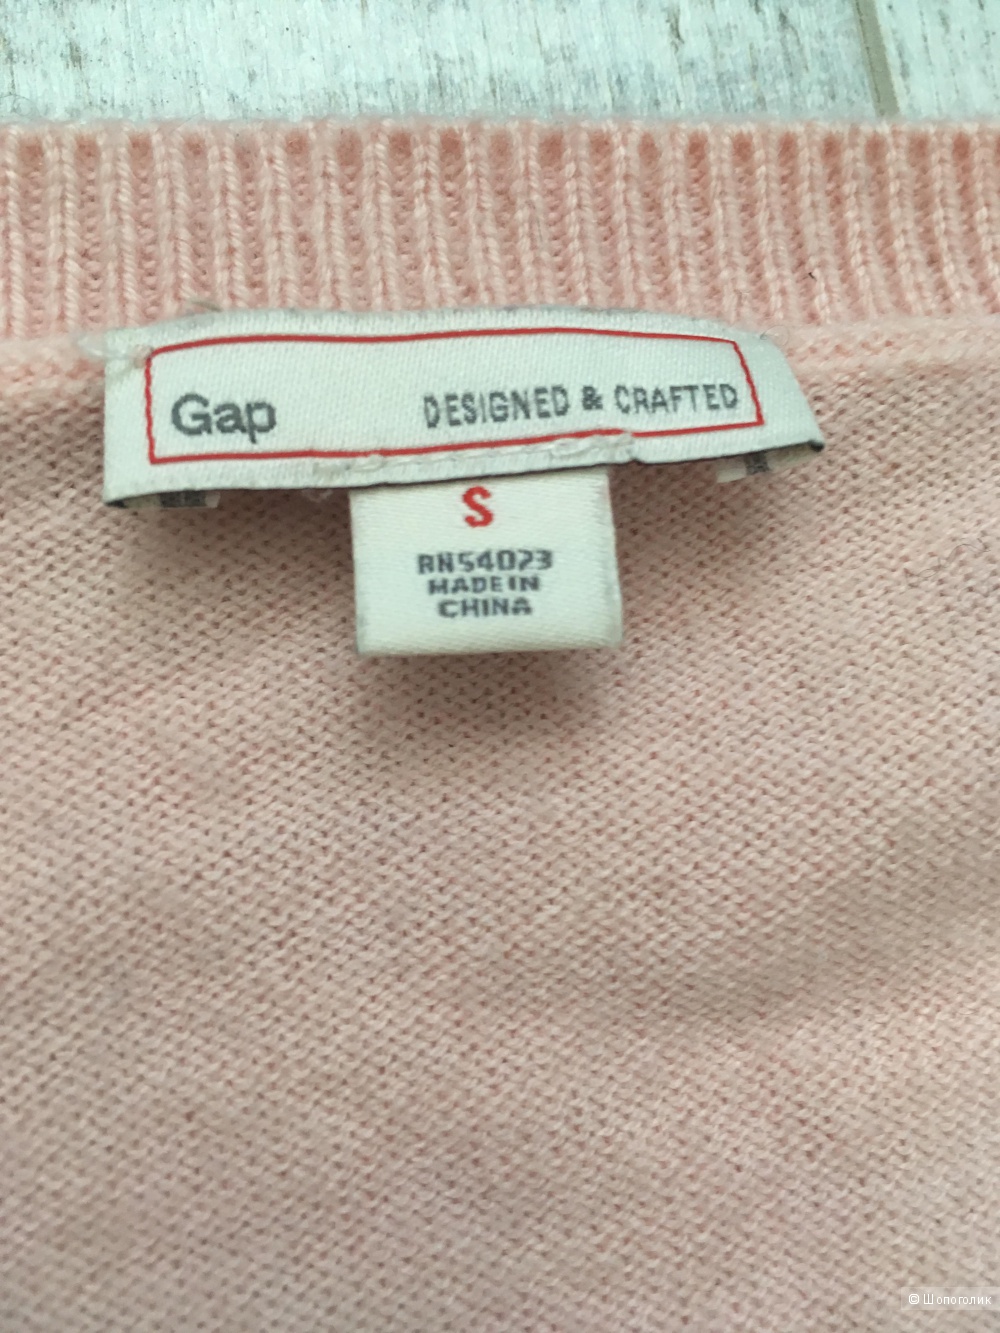 Gap DESIGNED & CRAFTED
S
RN54023
MADE IN
CHINA
© Шопоголик